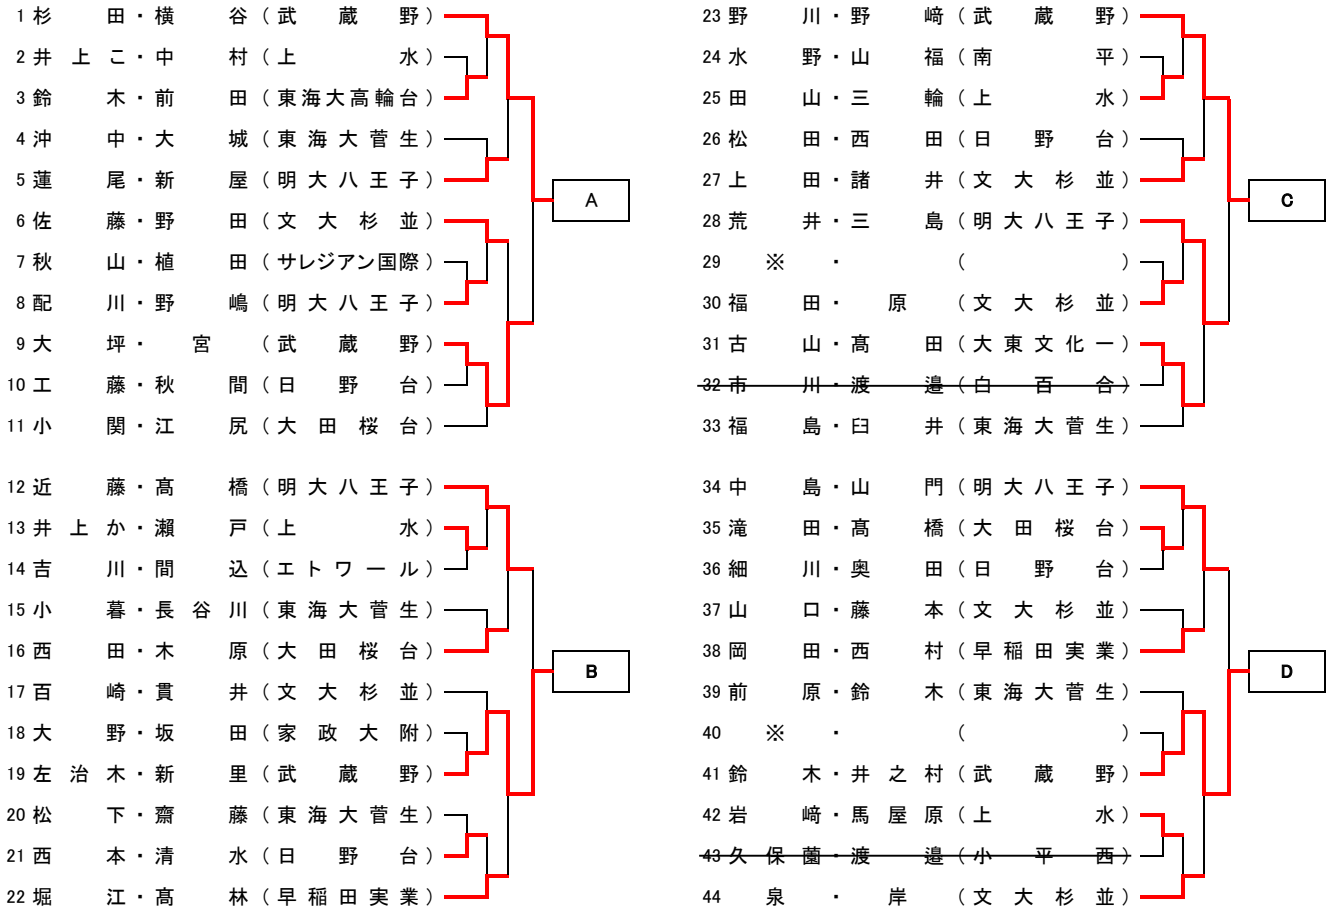 1 杉田・横谷（武蔵野）
2 井上こ・中村（上水）
3 鈴木・前田（東海大高輪台）
4 沖中・大城（東海大菅生）
5 蓮尾・新屋（明大八王子）
A
6 佐藤・野田（文大杉並）
7 秋山・植田（サレジアン国際）
8 配川・野嶋（明大八王子）
9 大坪・宮（武蔵野）
10 工藤・秋間（日野台）
11 小関・江尻（大田桜台）
12 近藤・髙橋（明大八王子）
13 井上か・瀬戸（上水）
14 吉川・間込（エトワール）
15 小暮・長谷川（東海大菅生）
16 西田・木原（大田桜台）
B
17 百崎・貫井（文大杉並）
18 大野・坂田（家政大附）
19 左治木・新里（武蔵野）
20 松下・齋藤（東海大菅生）
21 西本・清水（日野台）
22 堀江・髙林（早稲田実業）
23 野川・野﨑（武蔵野）
24 水野・山福（南平）
25 田山・三輪（上水）
26 松田・西田（日野台）
27 上田・諸井（文大杉並）
C
28 荒井・三島（明大八王子）
29 ※・（）
30 福田・原（文大杉並）
31 古山・髙田（大東文化一）
32 市川・渡邉（白百合）
33 福島・臼井（東海大菅生）
34 中島・山門（明大八王子）
35 滝田・髙橋（大田桜台）
36 細川・奥田（日野台）
37 山口・藤本（文大杉並）
38 岡田・西村（早稲田実業）
D
39 前原・鈴木（東海大菅生）
40 ※・（）
41 鈴木・井之村（武蔵野）
42 岩﨑・馬屋原（上水）
43 久保薗・渡邉（小平西）
44 泉・岸（文大杉並）